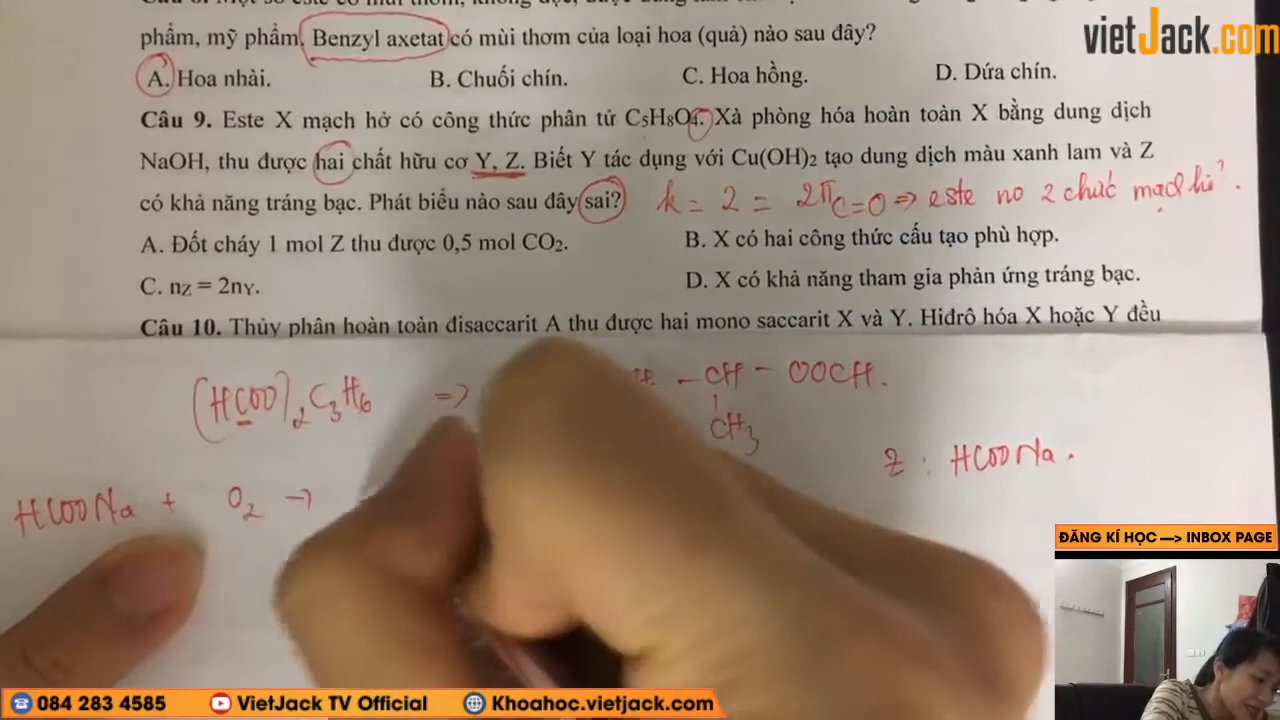 vietJack.com
phẩm, mỹ phẩm. Benzyl axetat có mùi thơm của loại hoa (quả) nào sau đây?
A. Hoa nhài. B. Chuối chín. C. Hoa hồng. D. Dứa chín.
Câu 9. Este X mạch hở có công thức phân tử C₅H₈O₄. Xà phòng hóa hoàn toàn X bằng dung dịch
NaOH, thu được hai chất hữu cơ Y, Z. Biết Y tác dụng với Cu(OH)₂ tạo dung dịch màu xanh lam và Z
có khả năng tráng bạc. Phát biểu nào sau đây sai? k = 2 = 2π C=O ⇒ este no 2 chức mạch hở.
A. Đốt cháy 1 mol Z thu được 0,5 mol CO₂. B. X có hai công thức cấu tạo phù hợp.
C. nZ = 2nY. D. X có khả năng tham gia phản ứng tráng bạc.
Câu 10. Thủy phân hoàn toàn đisaccarit A thu được hai mono saccarit X và Y. Hiđrô hóa X hoặc Y đều
(HCOO)₂C₃H₆ ⇒ – CH – OOCH.
CH₃
Z : HCOONa.
HCOONa + O₂ →
ĐĂNG KÍ HỌC —> INBOX PAGE
084 283 4585 VietJack TV Official Khoahoc.vietjack.com